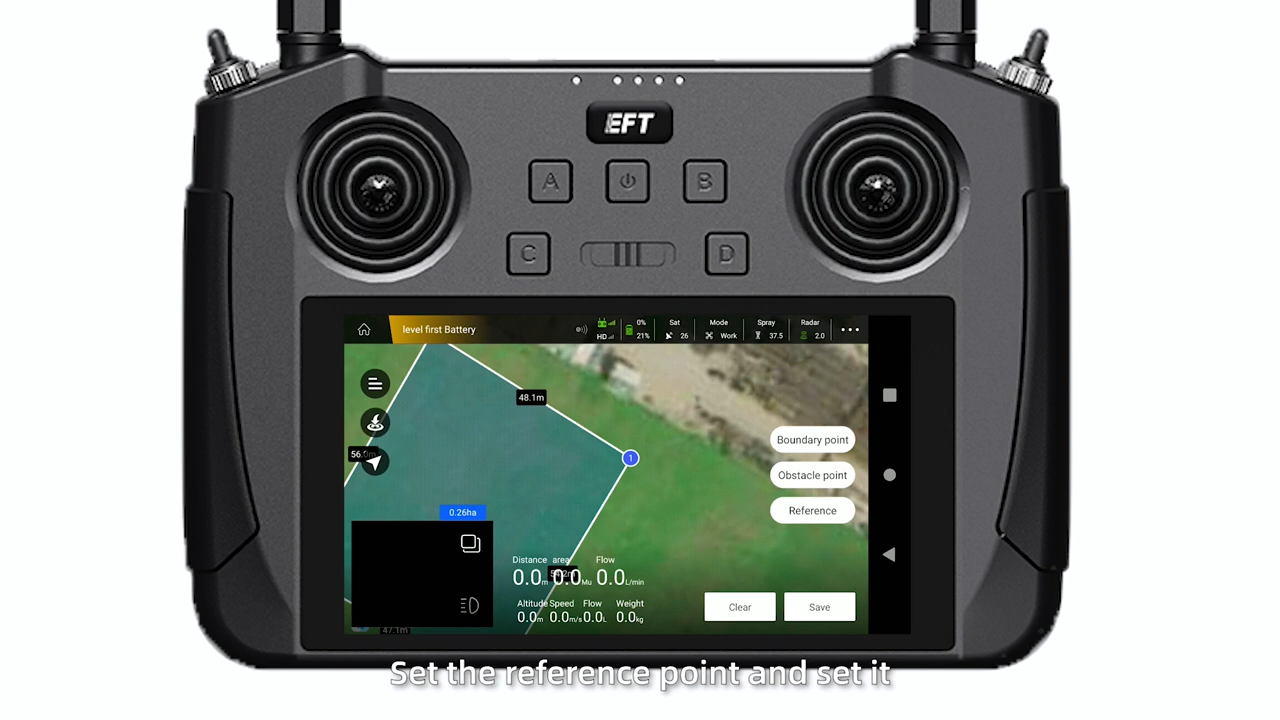 EFT
A
B
C
D
level first Battery
HD
0%
21%
Sat
26
Mode
Work
Spray
37.5
Radar
2.0
48.1m
1
0.26ha
Boundary point
Obstacle point
Reference
Distance area Flow
0.0m 0.0Mu 0.0L/min
Altitude Speed Flow Weight
0.0m 0.0m/s 0.0L 0.0kg
Clear
Save
47.1m
Set the reference point and set it